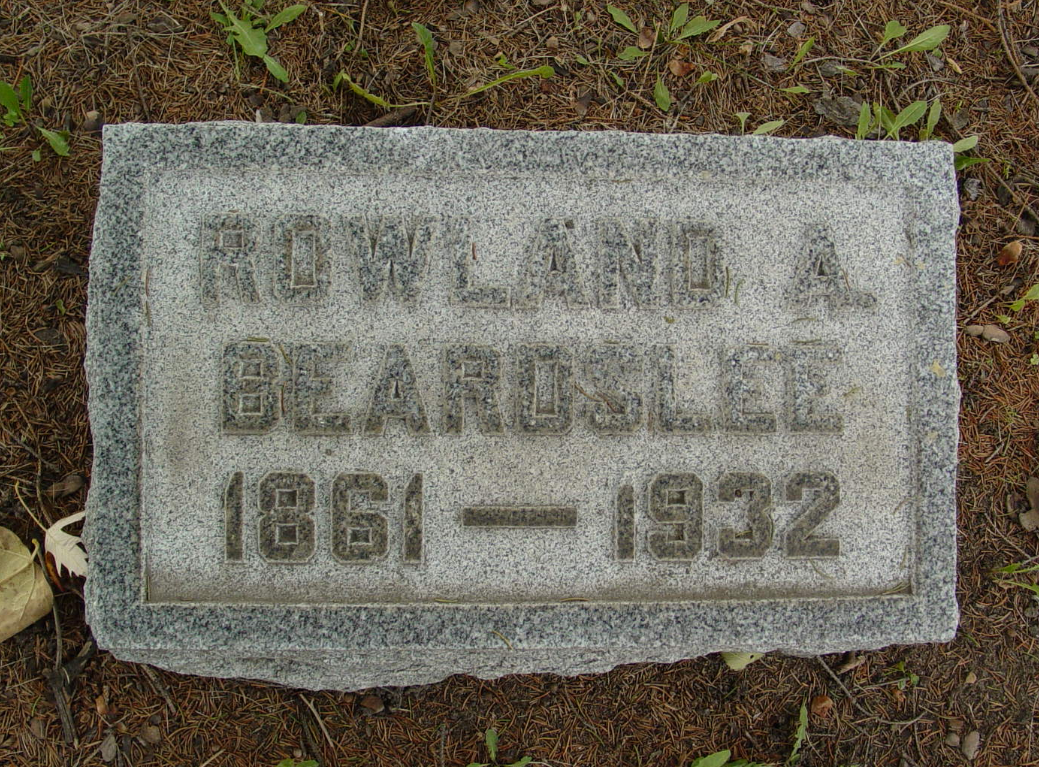 ROWLAND A.
BEARDSLEE
1861 — 1932